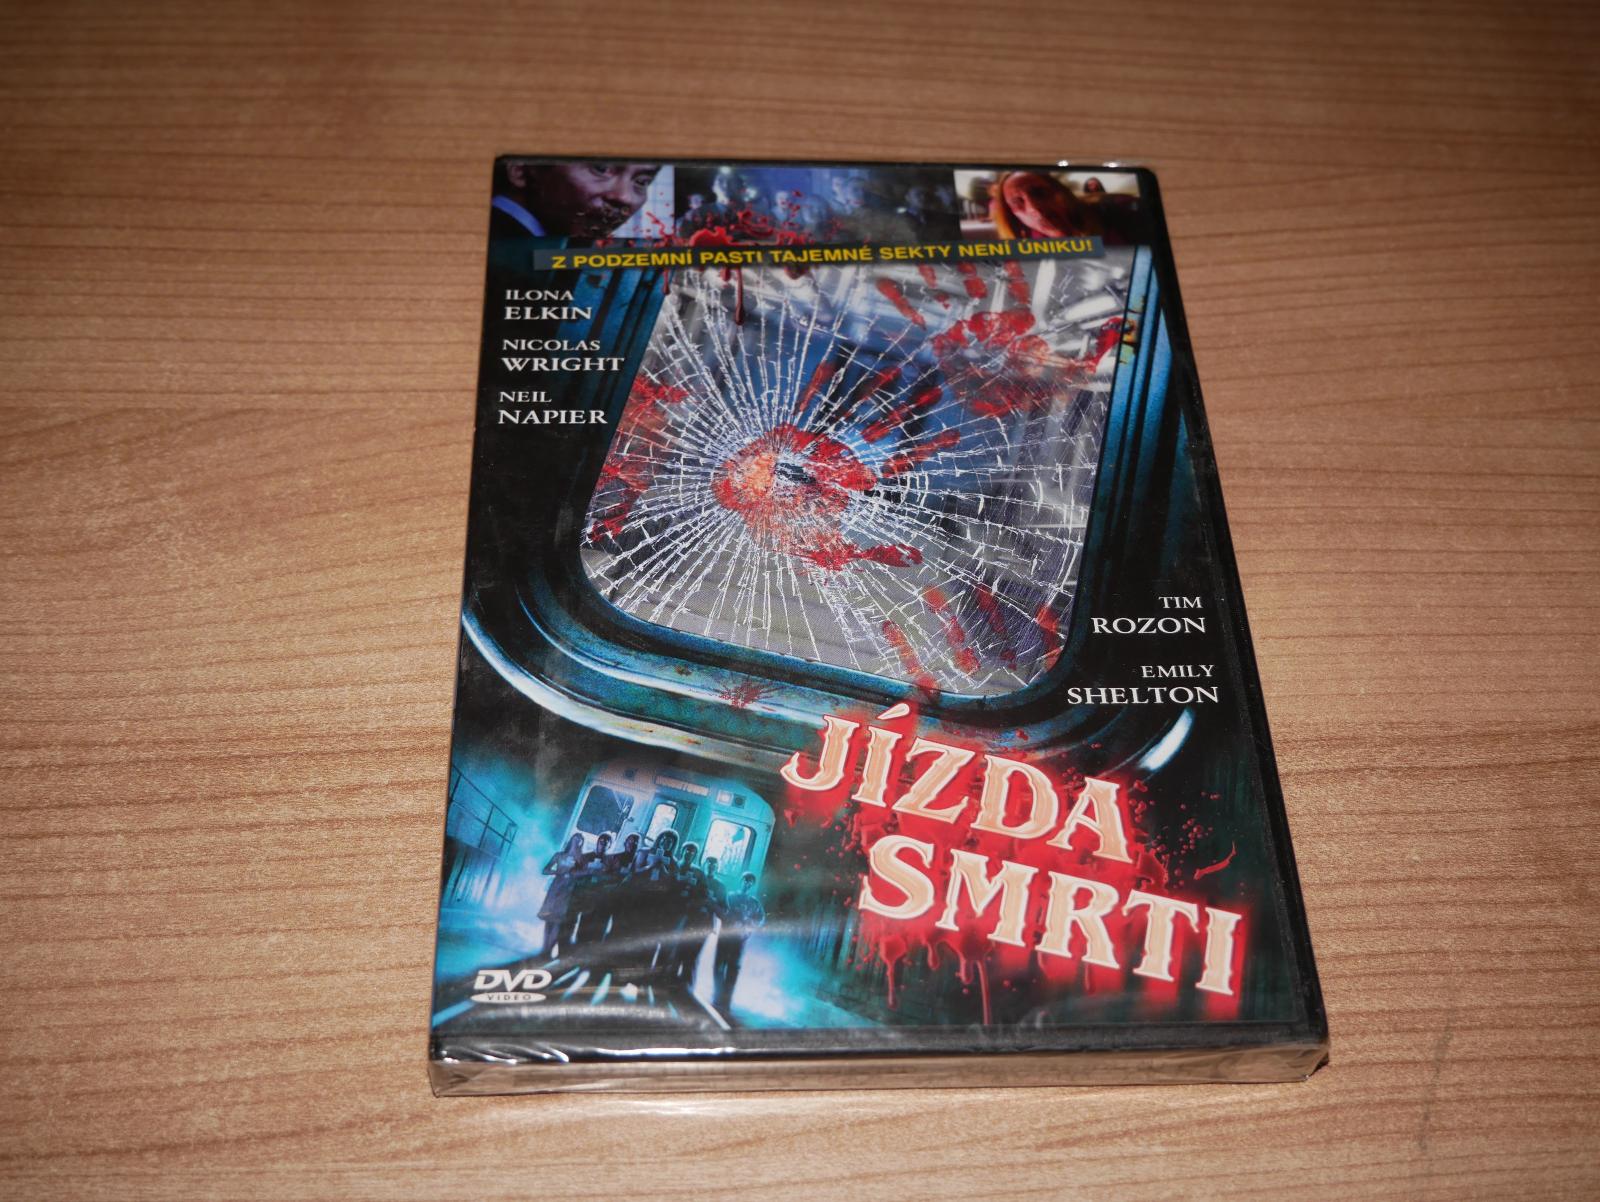 Z PODZEMNÍ PASTI TAJEMNÉ SEKTY NENÍ ÚNIKU!
ILONA
ELKIN
NICOLAS
WRIGHT
NEIL
NAPIER
TIM
ROZON
EMILY
SHELTON
JÍZDA
SMRTI
DVD
VIDEO